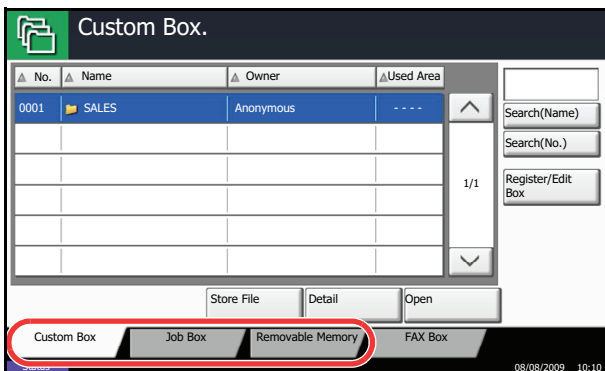 Custom Box.
No. Name Owner Used Area
0001 SALES Anonymous - - - -
Search(Name)
Search(No.)
1/1
Register/Edit
Box
Store File Detail Open
Custom Box Job Box Removable Memory FAX Box
Status 08/08/2009 10:10